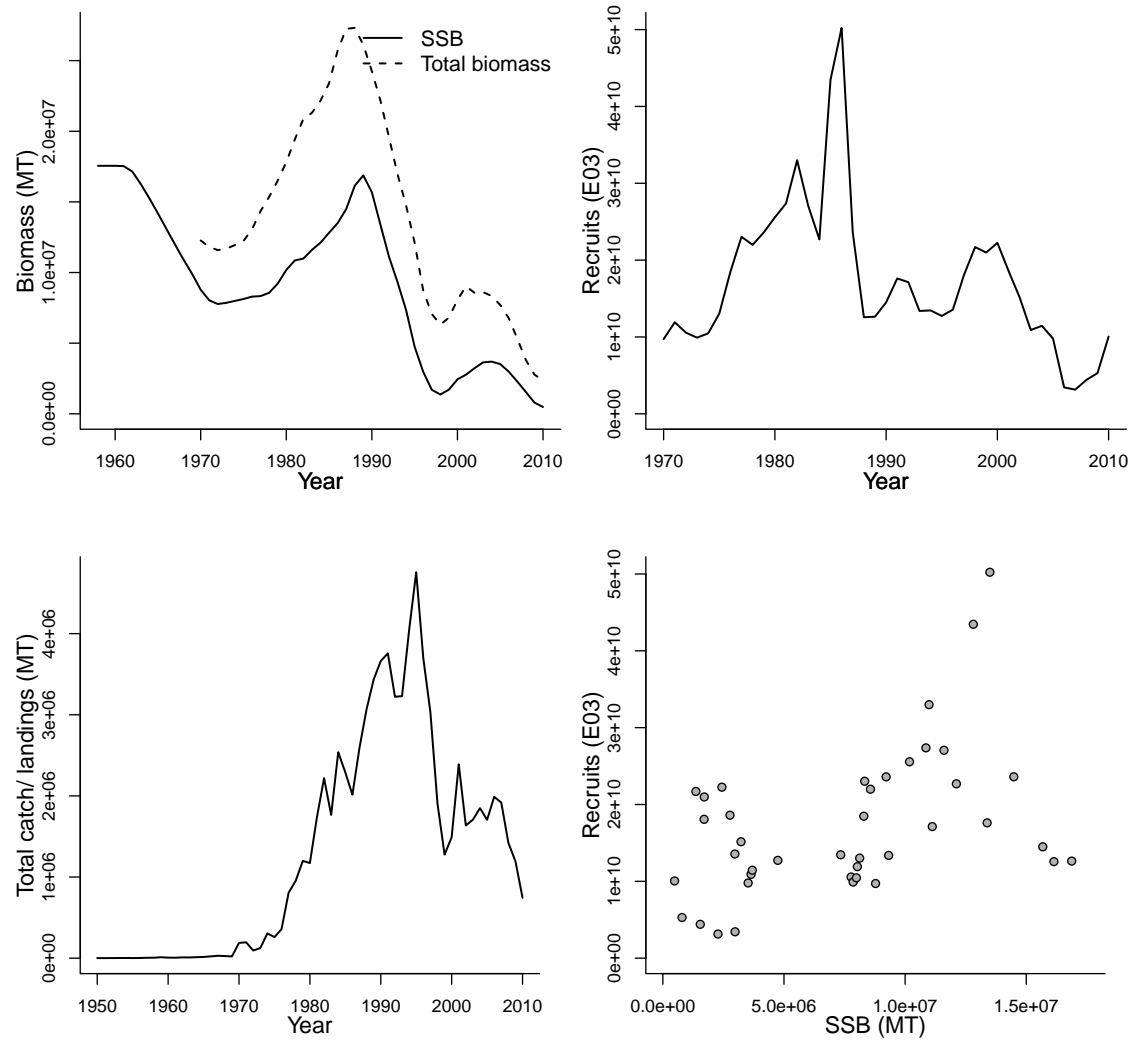 SSB
Total biomass
Biomass (MT)
0.0e+00 1.0e+07 2.0e+07
1960 1970 1980 1990 2000 2010
Year
Recruits (E03)
0e+00 1e+10 2e+10 3e+10 4e+10 5e+10
1970 1980 1990 2000 2010
Year
Total catch/ landings (MT)
0e+00 1e+06 2e+06 3e+06 4e+06
1950 1960 1970 1980 1990 2000 2010
Year
Recruits (E03)
0e+00 1e+10 2e+10 3e+10 4e+10 5e+10
0.0e+00 5.0e+06 1.0e+07 1.5e+07
SSB (MT)